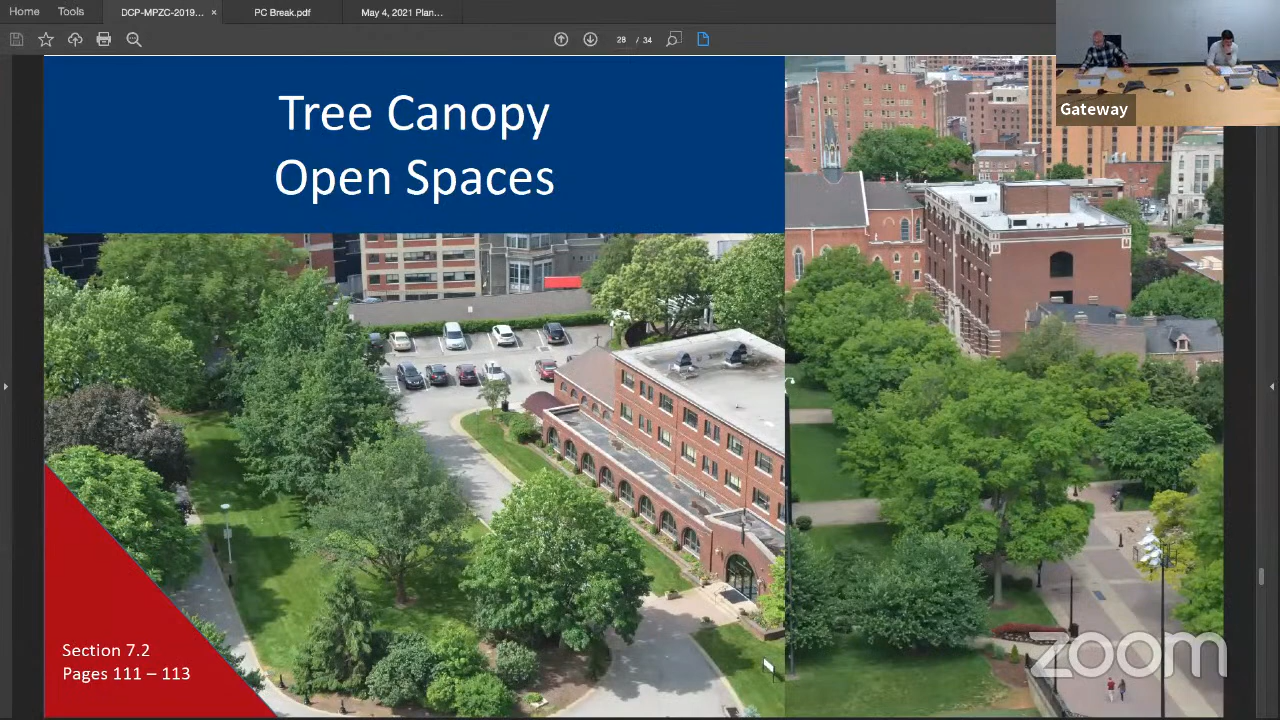 Home
Tools
DCP-MPZC-2019...
×
PC Break.pdf
May 4, 2021 Plan...
28 / 34
Gateway
Tree Canopy
Open Spaces
Section 7.2
Pages 111 – 113
zoom